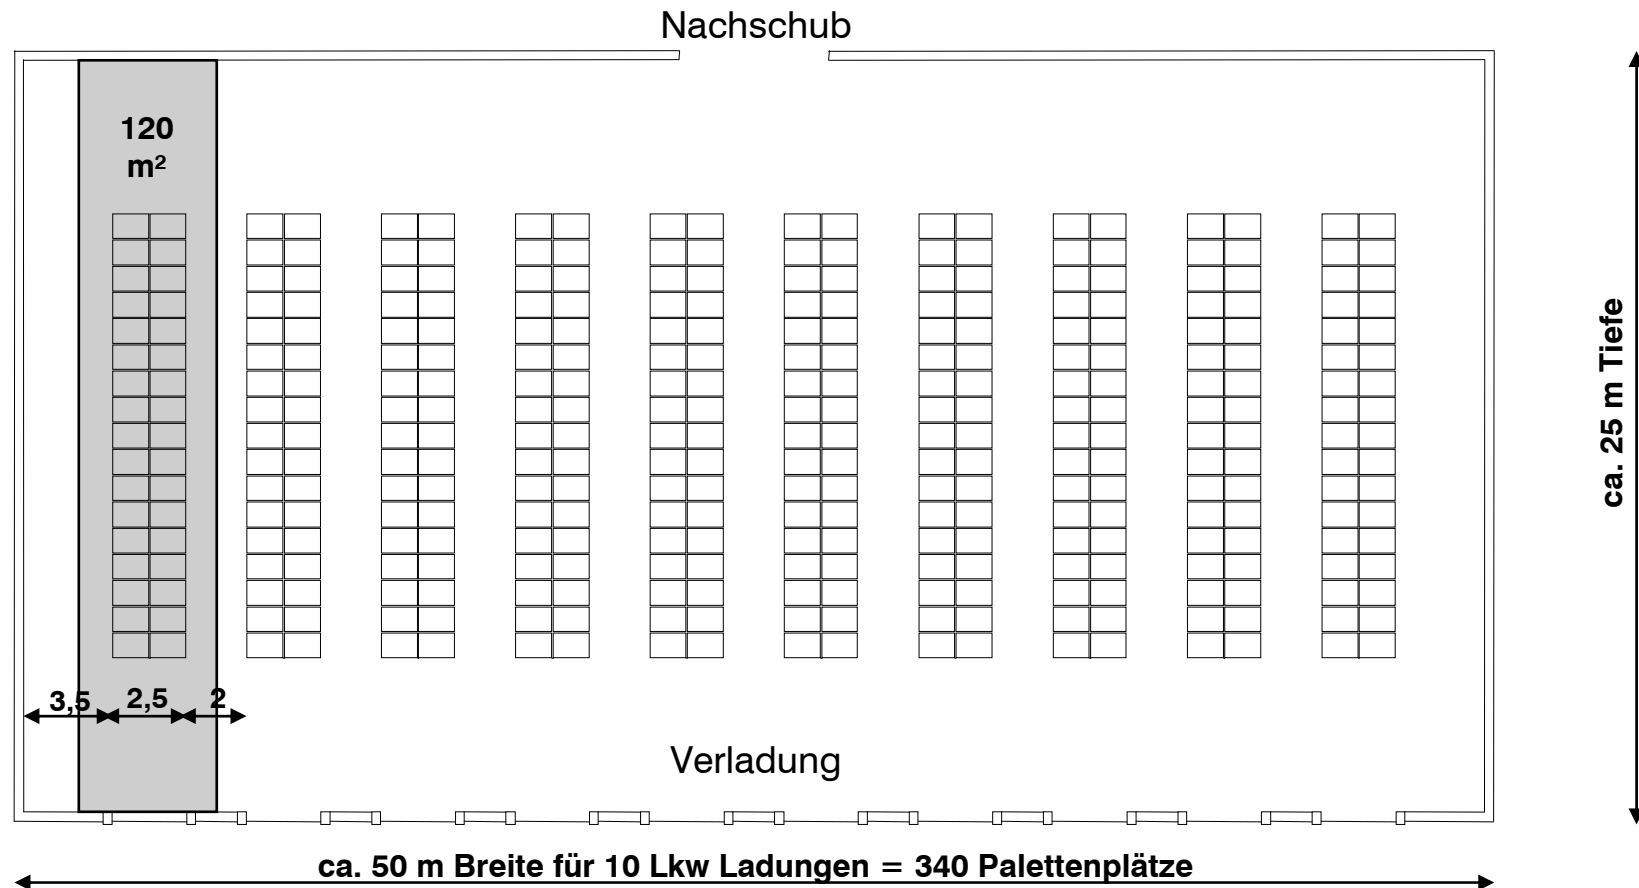 Nachschub
120
m²
3,5
2,5
2
Verladung
ca. 25 m Tiefe
ca. 50 m Breite für 10 Lkw Ladungen = 340 Palettenplätze